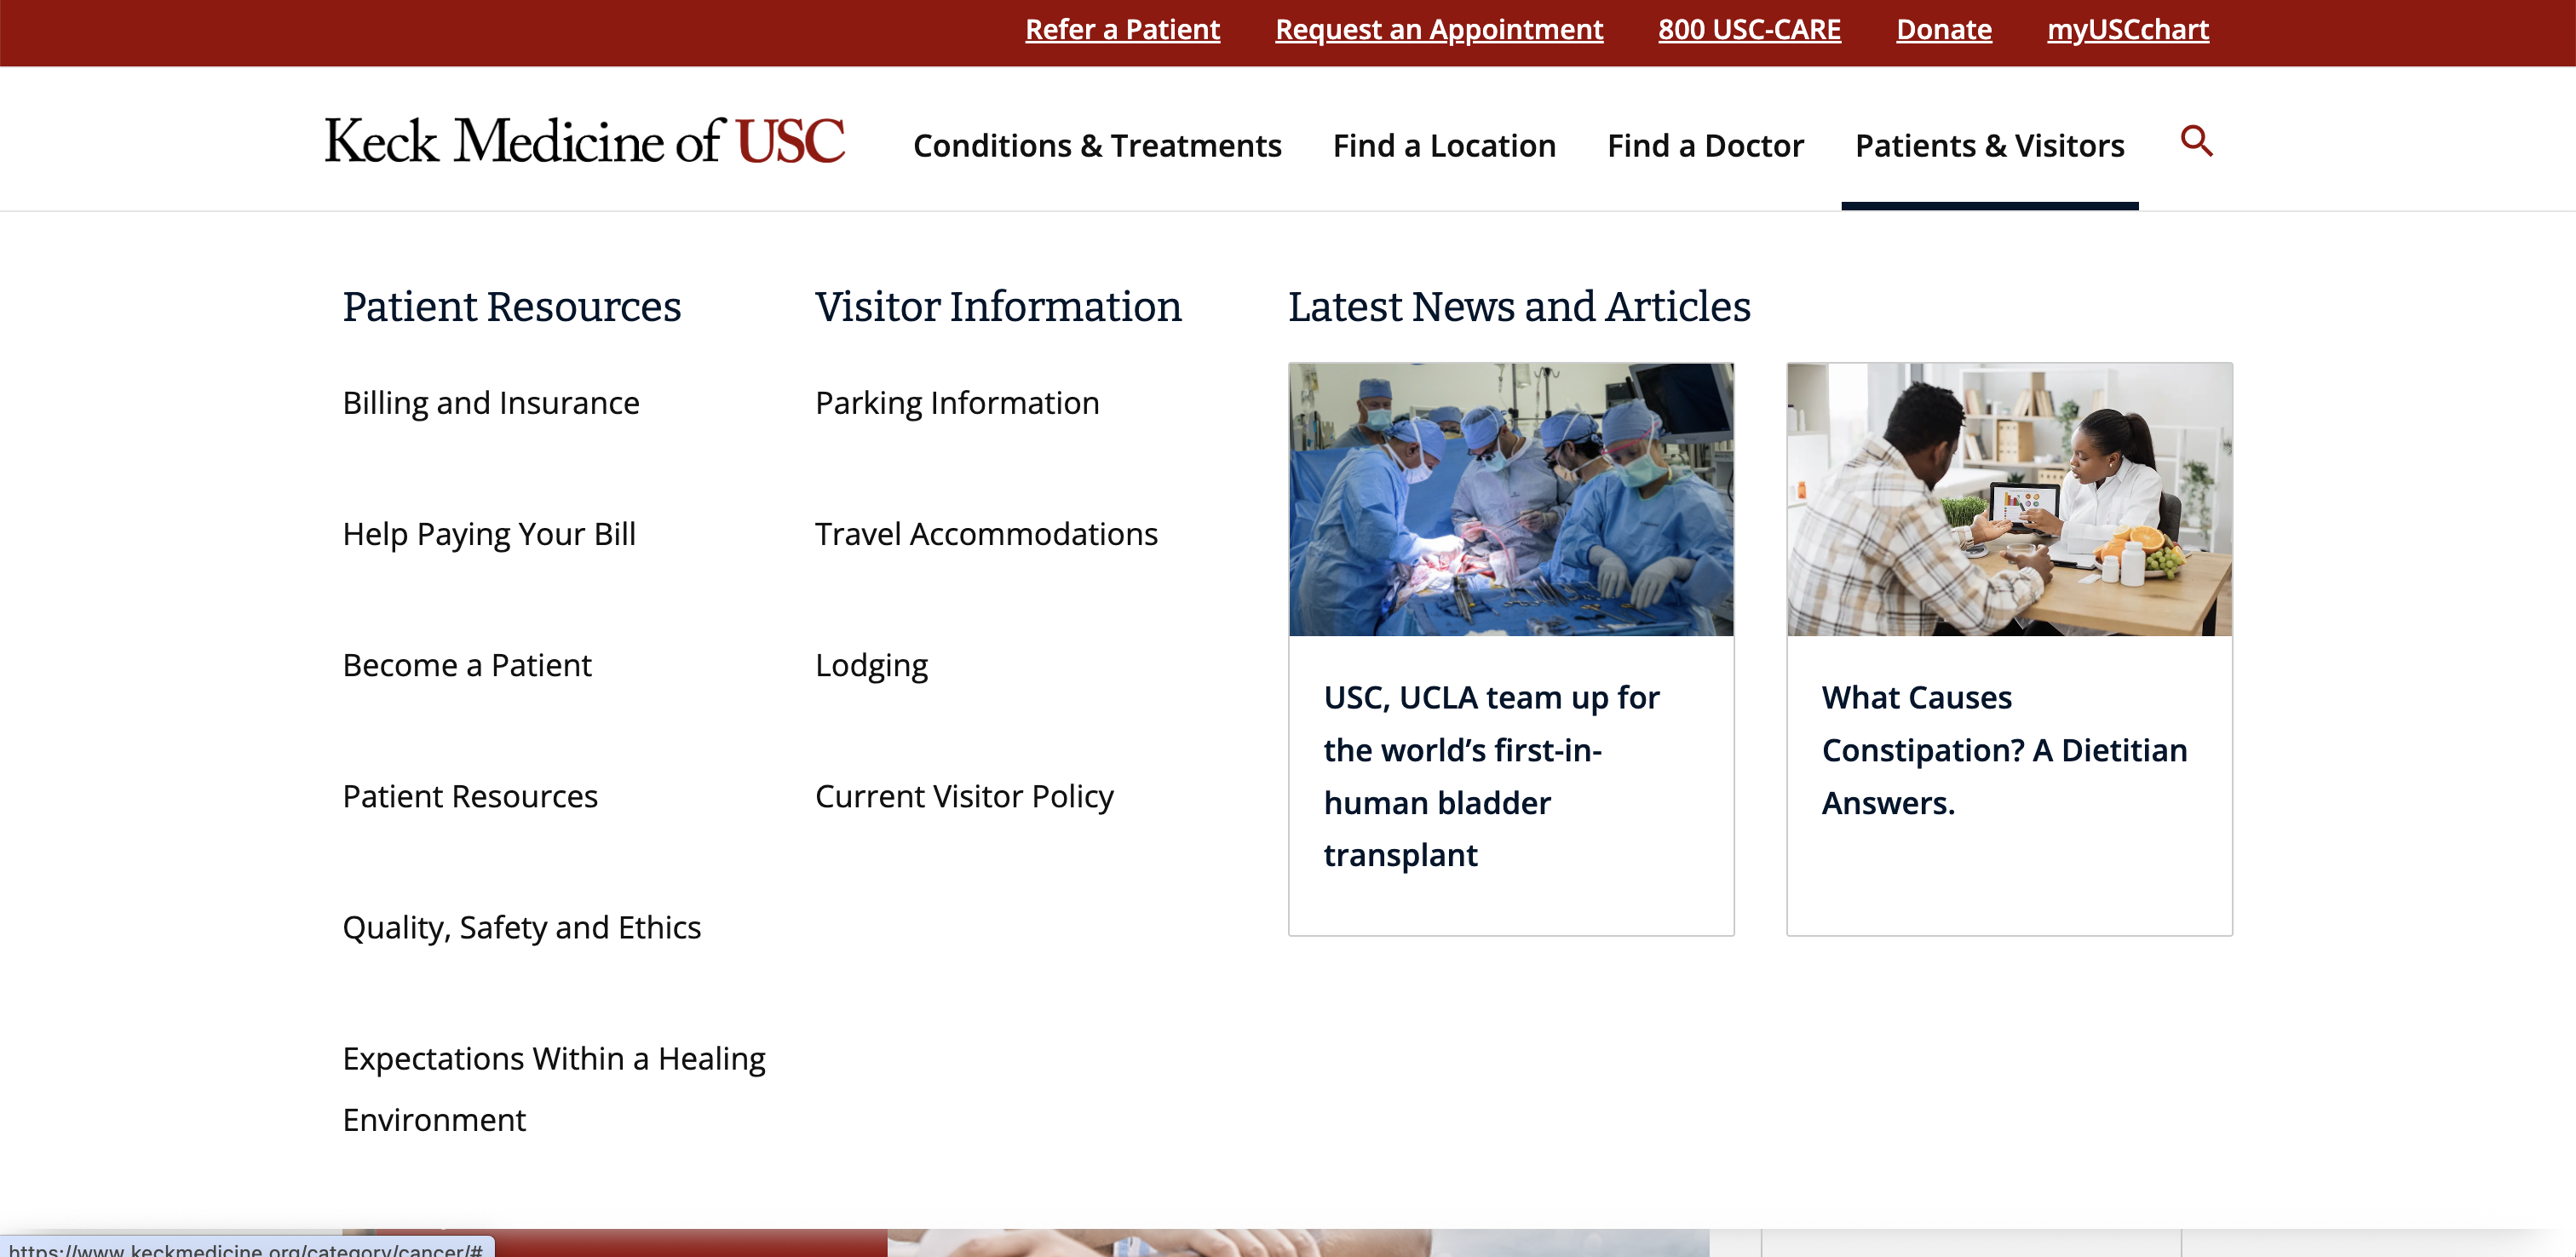 Refer a Patient Request an Appointment 800 USC-CARE Donate myUSCchart
Keck Medicine of USC Conditions & Treatments Find a Location Find a Doctor Patients & Visitors
Patient Resources
Billing and Insurance
Help Paying Your Bill
Become a Patient
Patient Resources
Quality, Safety and Ethics
Expectations Within a Healing
Environment
Visitor Information
Parking Information
Travel Accommodations
Lodging
Current Visitor Policy
Latest News and Articles
USC, UCLA team up for
the world’s first-in-
human bladder
transplant
What Causes
Constipation? A Dietitian
Answers.
https://www.keckmedicine.org/category/cancer/#